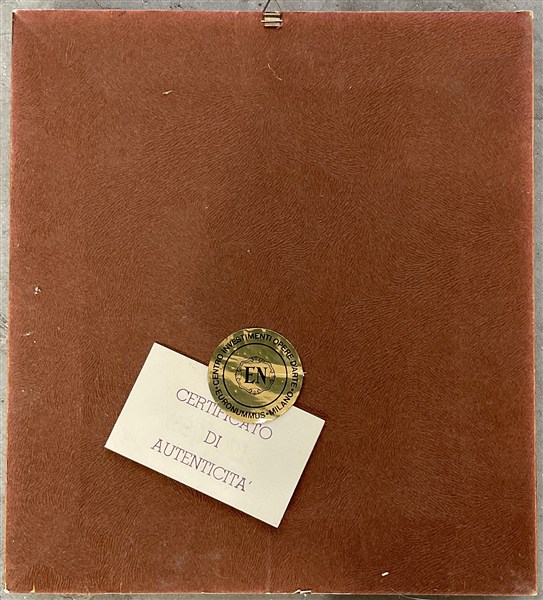 •CENTRO INVESTIMENTI OPERE D'ARTE•
EN
EURONUMMUS•MILANO
CERTIFICATO
DI
AUTENTICITA'